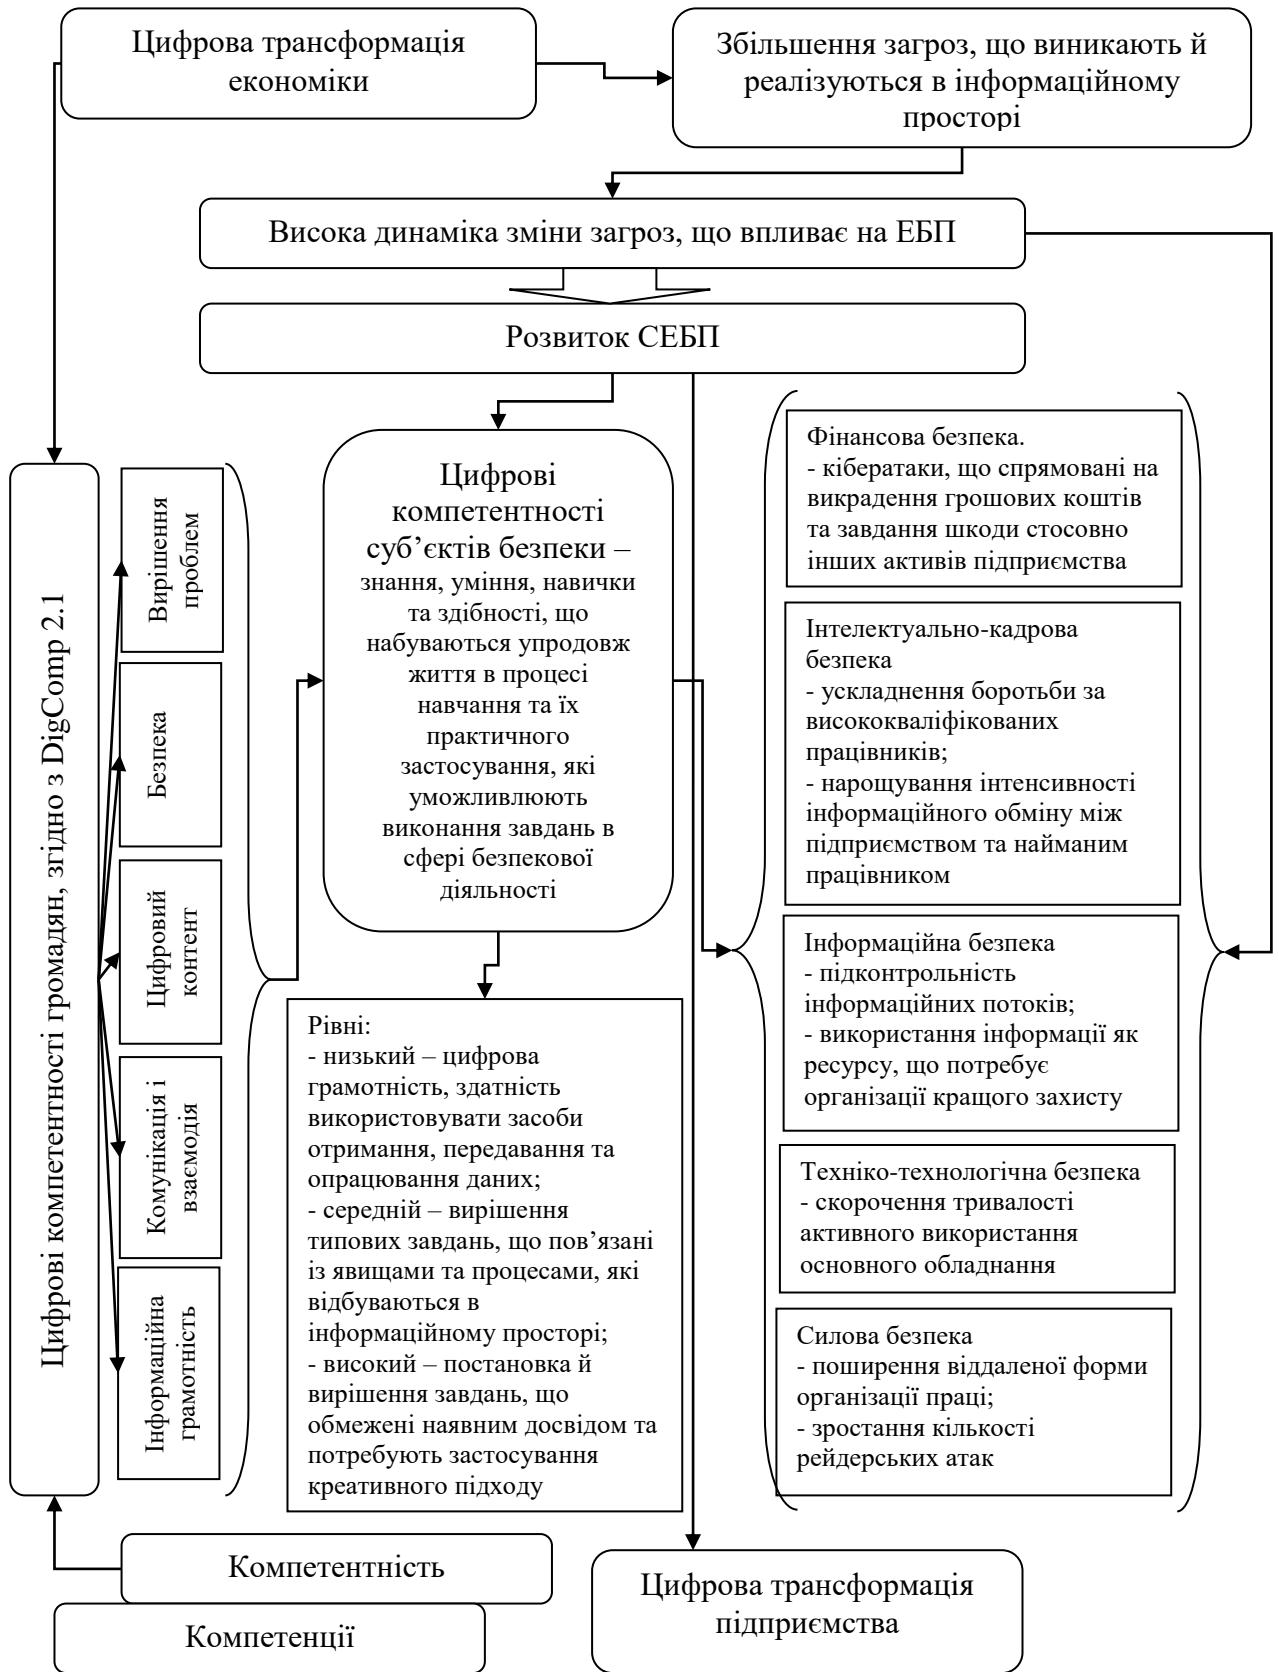 Цифрова трансформація
економіки
Збільшення загроз, що виникають й
реалізуються в інформаційному
просторі
Висока динаміка зміни загроз, що впливає на ЕБП
Розвиток СЕБП
Цифрові компетентності громадян, згідно з DigComp 2.1
Вирішення
проблем
Безпека
Цифровий
контент
Комунікація і
взаємодія
Інформаційна
грамотність
Цифрові
компетентності
суб’єктів безпеки –
знання, уміння, навички
та здібності, що
набуваються упродовж
життя в процесі
навчання та їх
практичного
застосування, які
уможливлюють
виконання завдань в
сфері безпекової
діяльності
Рівні:
- низький – цифрова
грамотність, здатність
використовувати засоби
отримання, передавання та
опрацювання даних;
- середній – вирішення
типових завдань, що пов’язані
із явищами та процесами, які
відбуваються в
інформаційному просторі;
- високий – постановка й
вирішення завдань, що
обмежені наявним досвідом та
потребують застосування
креативного підходу
Фінансова безпека.
- кібератаки, що спрямовані на
викрадення грошових коштів
та завдання шкоди стосовно
інших активів підприємства
Інтелектуально-кадрова
безпека
- ускладнення боротьби за
висококваліфікованих
працівників;
- нарощування інтенсивності
інформаційного обміну між
підприємством та найманим
працівником
Інформаційна безпека
- підконтрольність
інформаційних потоків;
- використання інформації як
ресурсу, що потребує
організації кращого захисту
Техніко-технологічна безпека
- скорочення тривалості
активного використання
основного обладнання
Силова безпека
- поширення віддаленої форми
організації праці;
- зростання кількості
рейдерських атак
Компетентність
Компетенції
Цифрова трансформація
підприємства